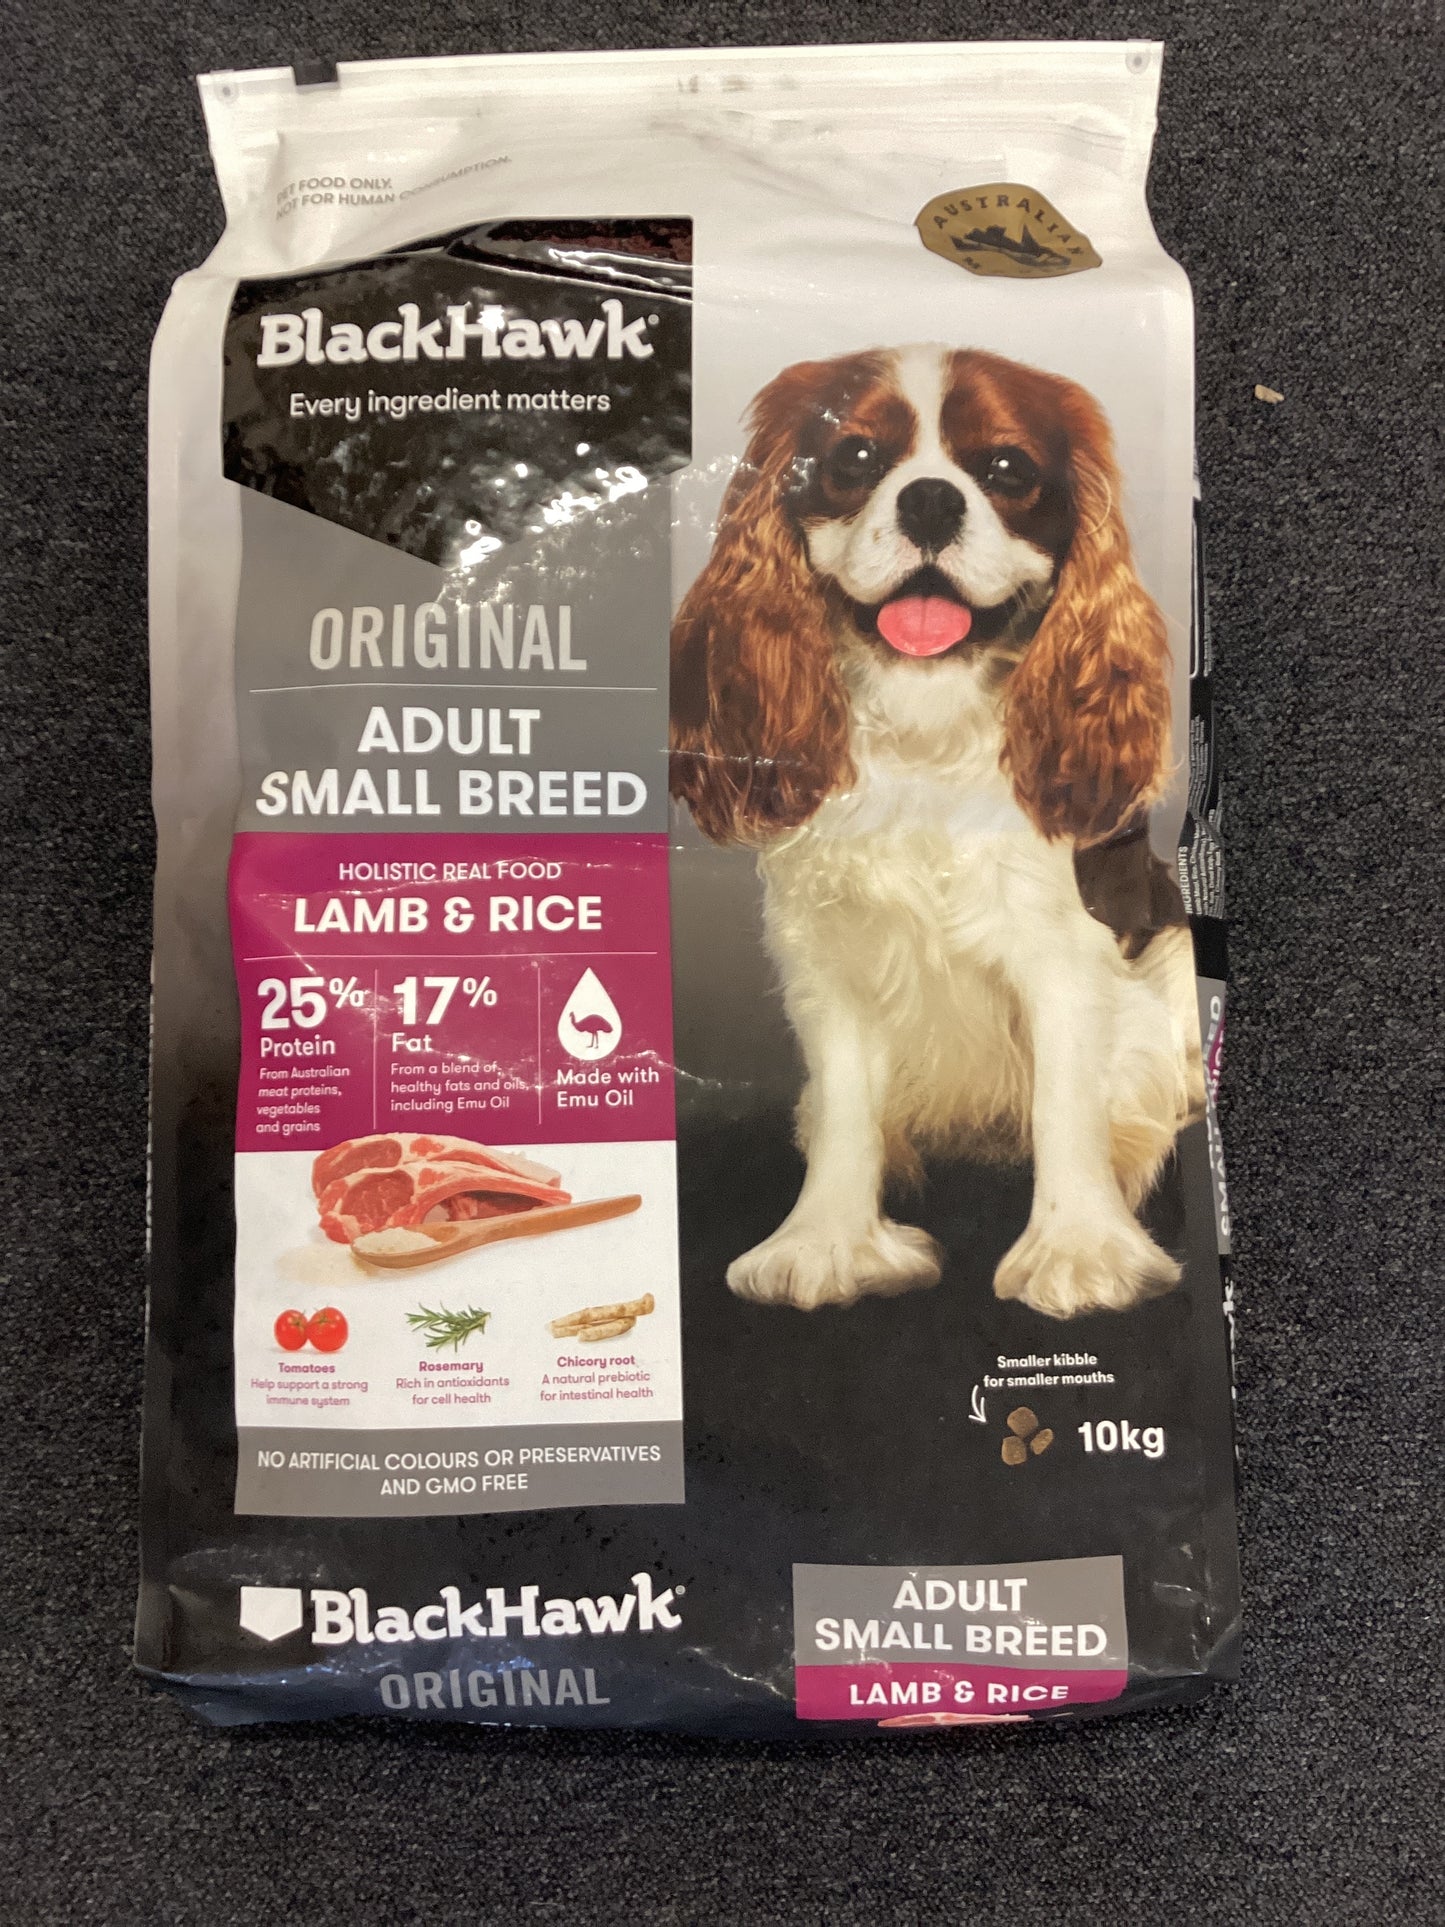 PET FOOD ONLY.
NOT FOR HUMAN CONSUMPTION.
AUSTRALIAN
BlackHawk®
Every ingredient matters
ORIGINAL
ADULT
SMALL BREED
HOLISTIC REAL FOOD
LAMB & RICE
25%
Protein
From Australian
meat proteins,
vegetables
and grains
17%
Fat
From a blend of
healthy fats and oils,
including Emu Oil
Made with
Emu Oil
Tomatoes
Help support a strong
immune system
Rosemary
Rich in antioxidants
for cell health
Chicory root
A natural prebiotic
for intestinal health
NO ARTIFICIAL COLOURS OR PRESERVATIVES
AND GMO FREE
Smaller kibble
for smaller mouths
10kg
BlackHawk®
ORIGINAL
ADULT
SMALL BREED
LAMB & RICE
INGREDIENTS